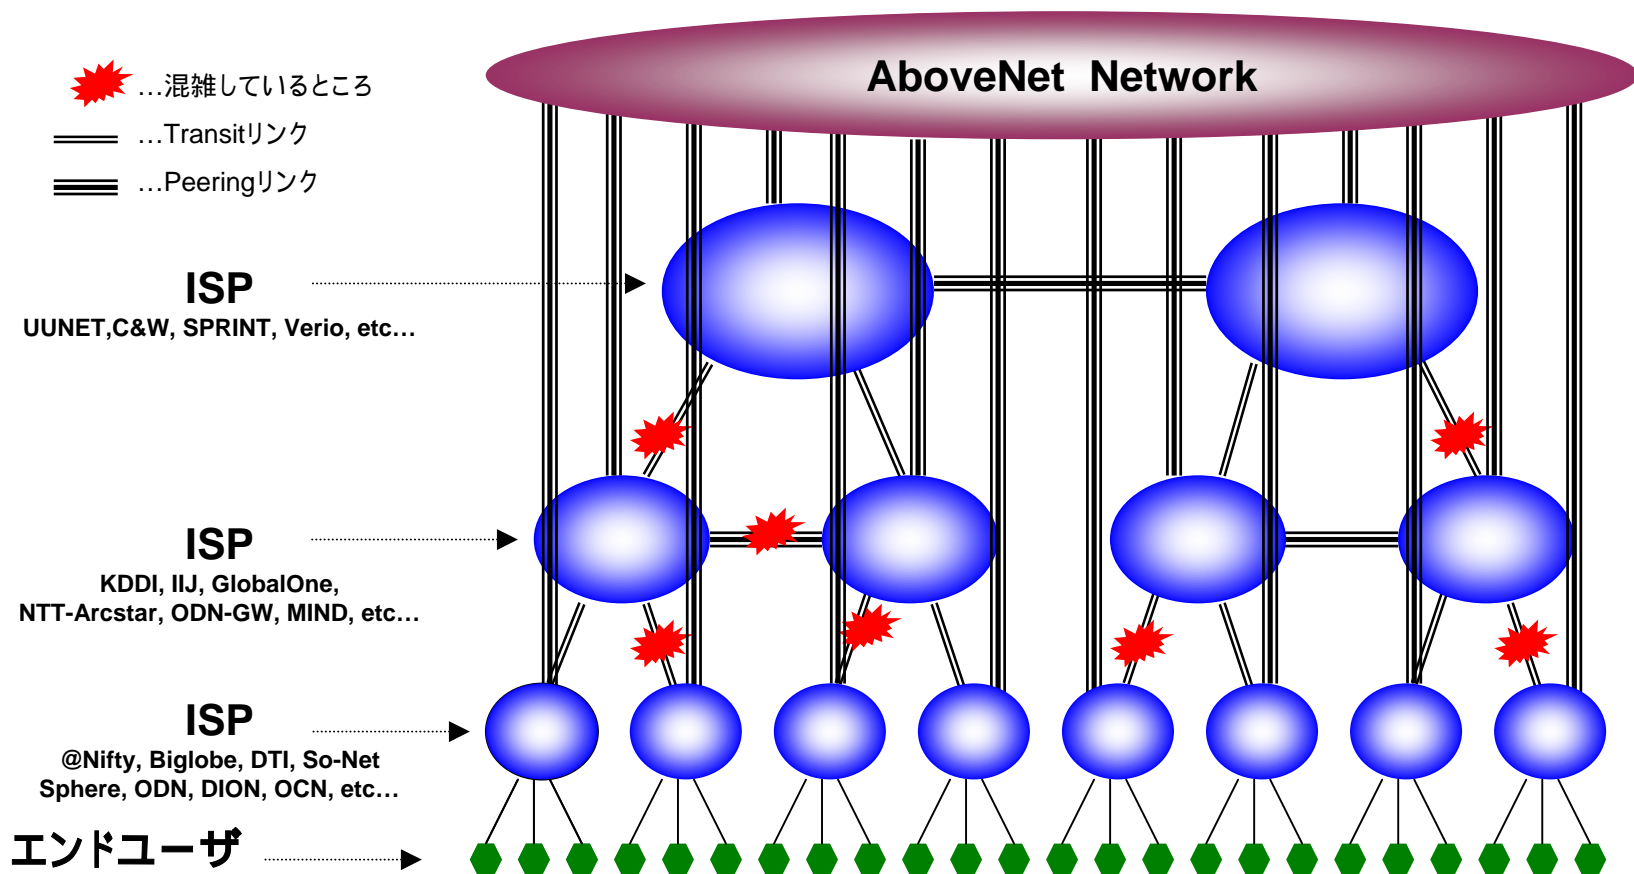 AboveNet Network
…混雑しているところ
…Transitリンク
…Peeringリンク
ISP
UUNET,C&W, SPRINT, Verio, etc…
ISP
KDDI, IIJ, GlobalOne,
NTT-Arcstar, ODN-GW, MIND, etc…
ISP
@Nifty, Biglobe, DTI, So-Net
Sphere, ODN, DION, OCN, etc…
エンドユーザ